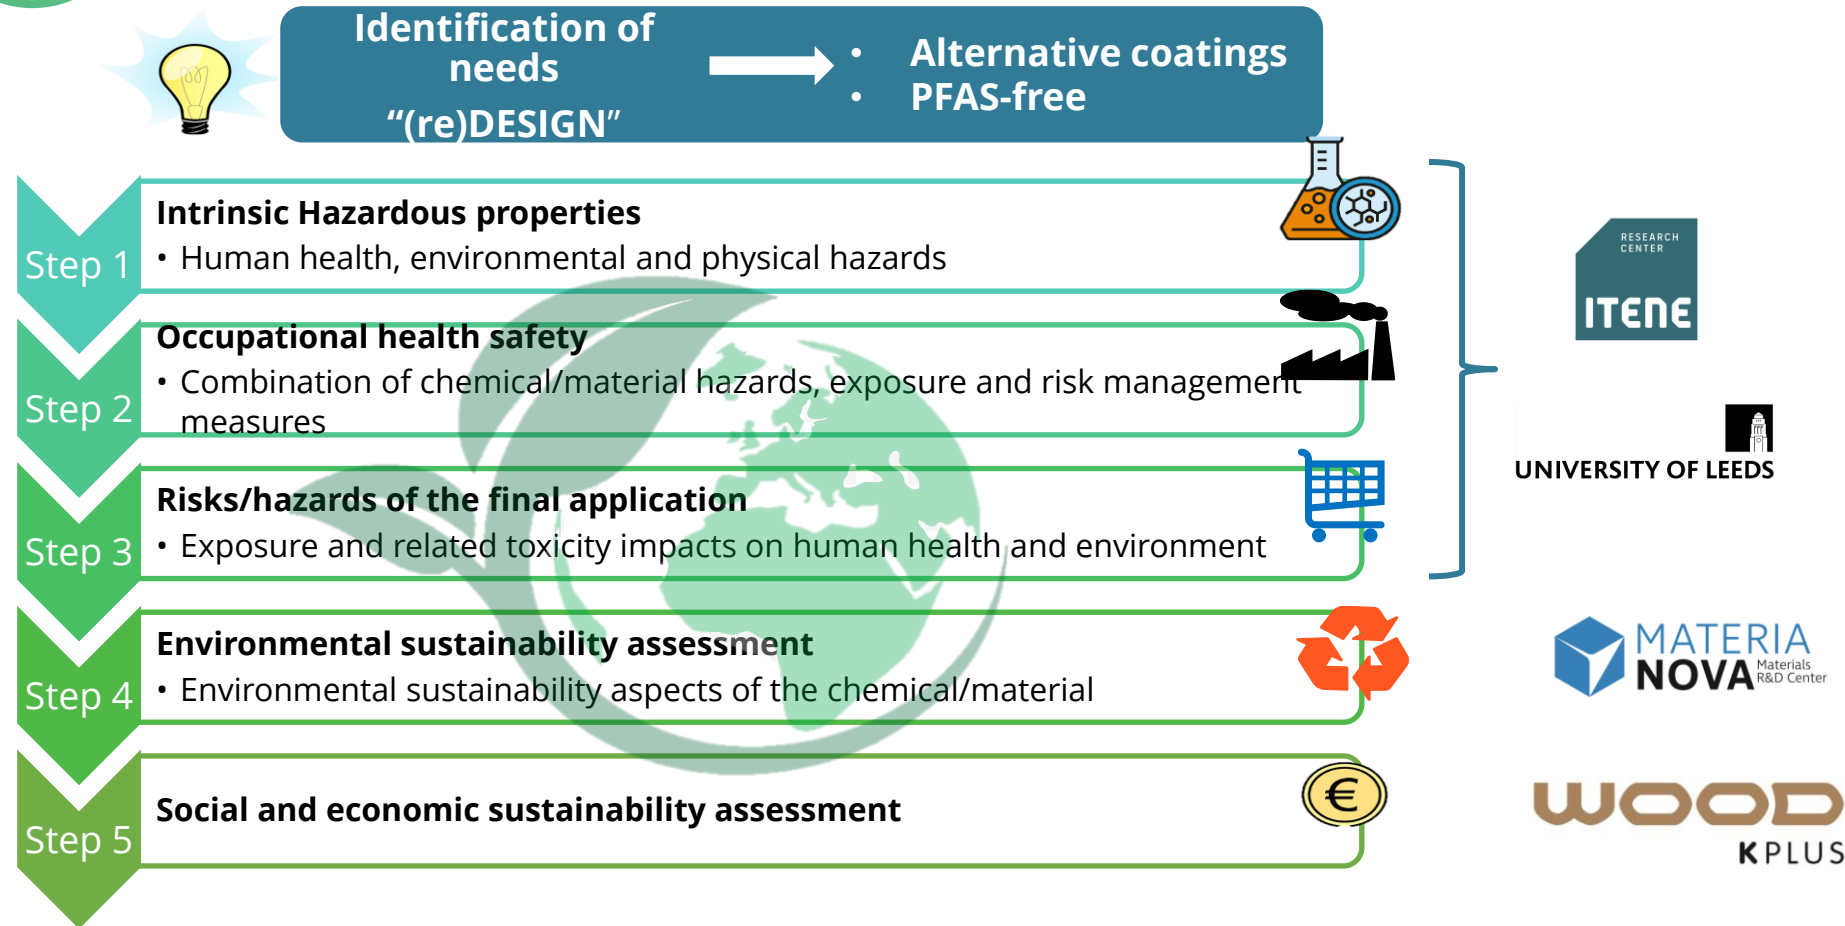 Identification of
needs
“(re)DESIGN”
• Alternative coatings
• PFAS-free
Step 1
Intrinsic Hazardous properties
• Human health, environmental and physical hazards
Step 2
Occupational health safety
• Combination of chemical/material hazards, exposure and risk management
measures
Step 3
Risks/hazards of the final application
• Exposure and related toxicity impacts on human health and environment
Step 4
Environmental sustainability assessment
• Environmental sustainability aspects of the chemical/material
Step 5
Social and economic sustainability assessment
€
RESEARCH
CENTER
ITENE
UNIVERSITY OF LEEDS
MATERIA
NOVA Materials
R&D Center
WOOD
KPLUS